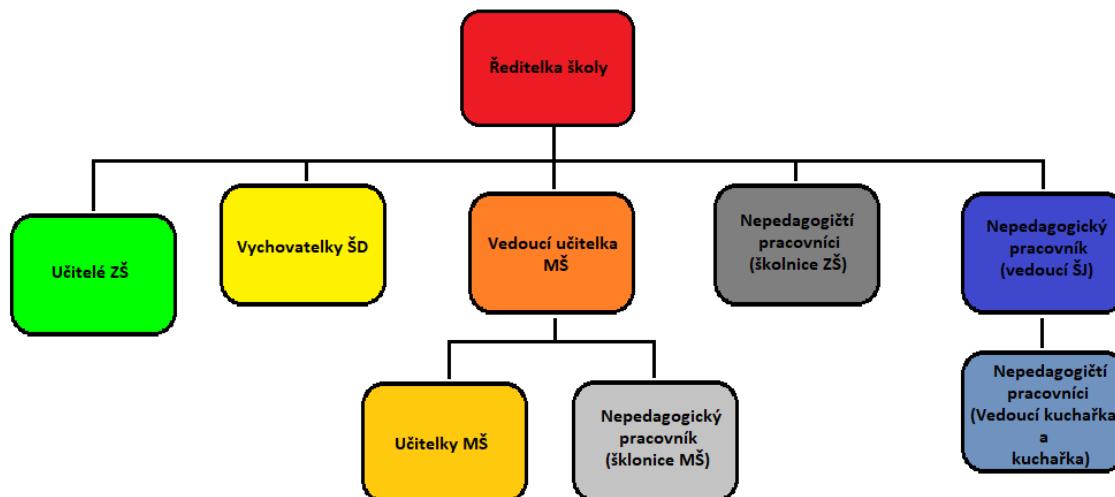 Ředitelka školy
Učitelé ZŠ
Vychovatelky ŠD
Vedoucí učitelka
MŠ
Nepedagogičtí
pracovníci
(školnice ZŠ)
Nepedagogický
pracovník
(vedoucí ŠJ)
Učitelky MŠ
Nepedagogický
pracovník
(šklonice MŠ)
Nepedagogičtí
pracovníci
(Vedoucí kuchařka
a
kuchařka)